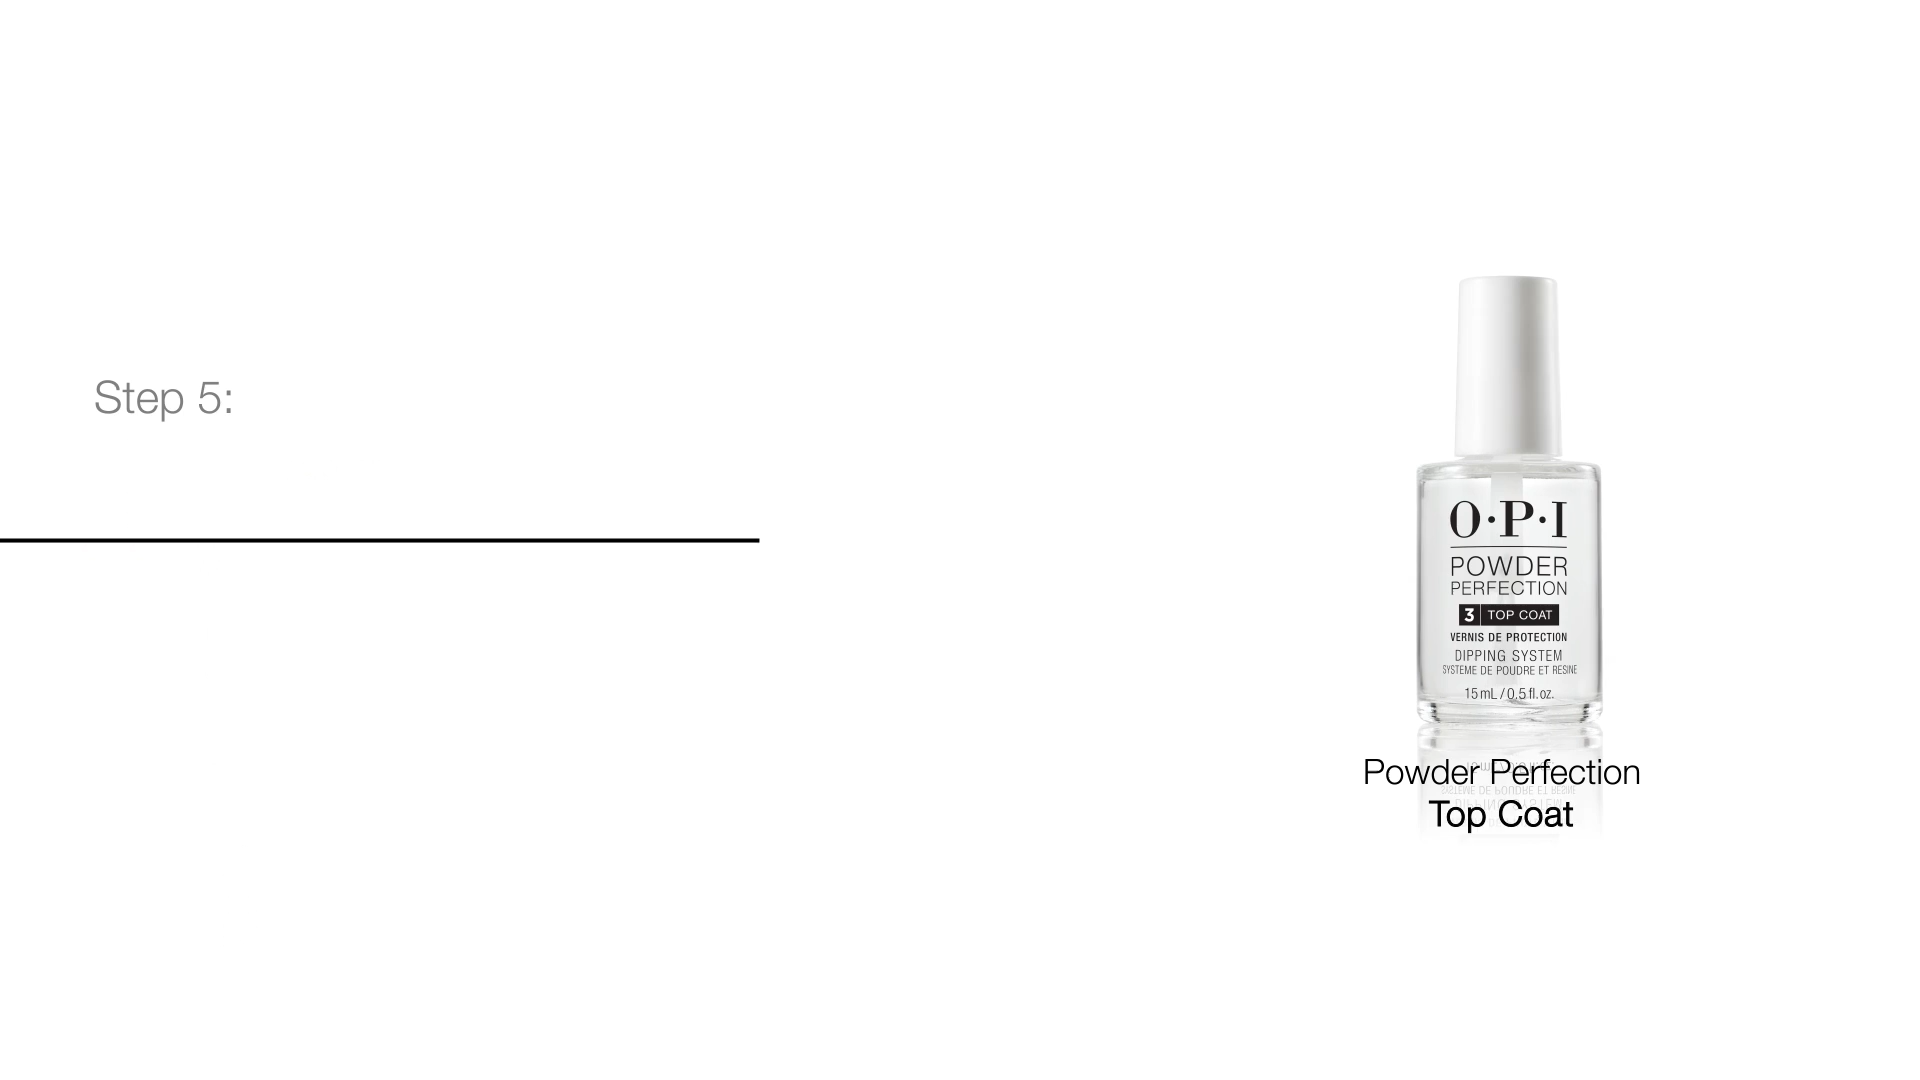 Step 5:
O·P·I
POWDER
PERFECTION
3 TOP COAT
VERNIS DE PROTECTION
DIPPING SYSTEM
SYSTEME DE POUDRE ET RESINE
15 mL / 0.5 fl. oz.
Powder Perfection
Top Coat